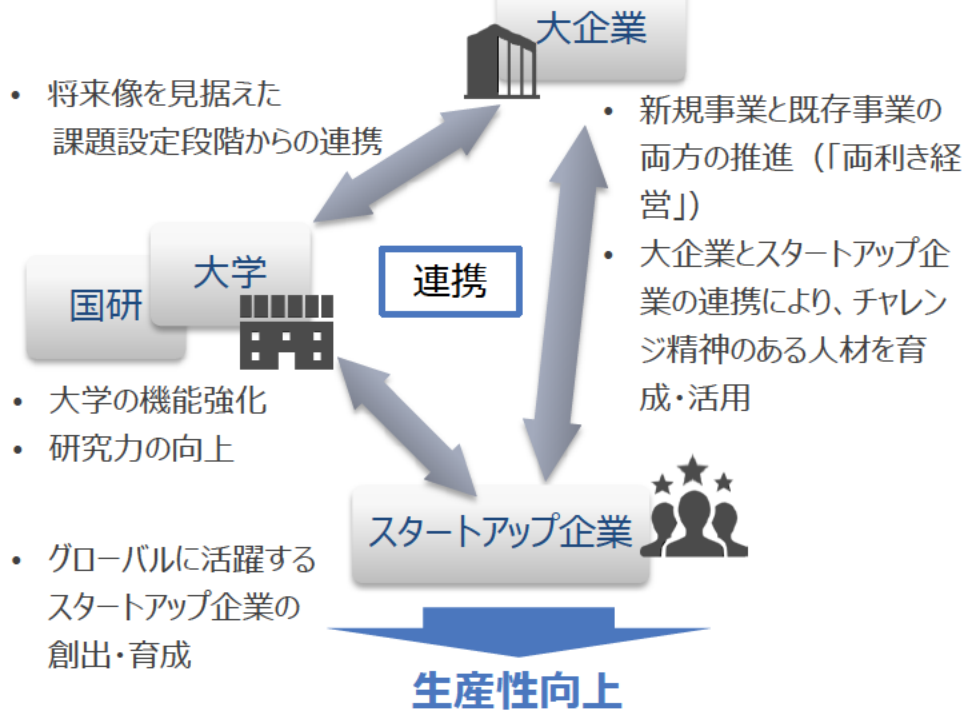 大企業
• 将来像を見据えた
課題設定段階からの連携
• 新規事業と既存事業の
両方の推進（「両利き経
営」）
• 大企業とスタートアップ企
業の連携により、チャレン
ジ精神のある人材を育
成・活用
大学
国研
連携
• 大学の機能強化
• 研究力の向上
スタートアップ企業
• グローバルに活躍する
スタートアップ企業の
創出・育成
生産性向上